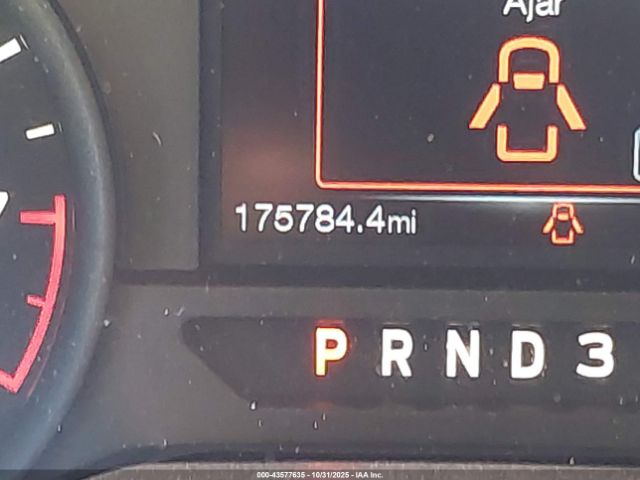 Ajar
175784.4mi
P R N D 3
000-43577635 - 10/31/2025 - IAA Inc.